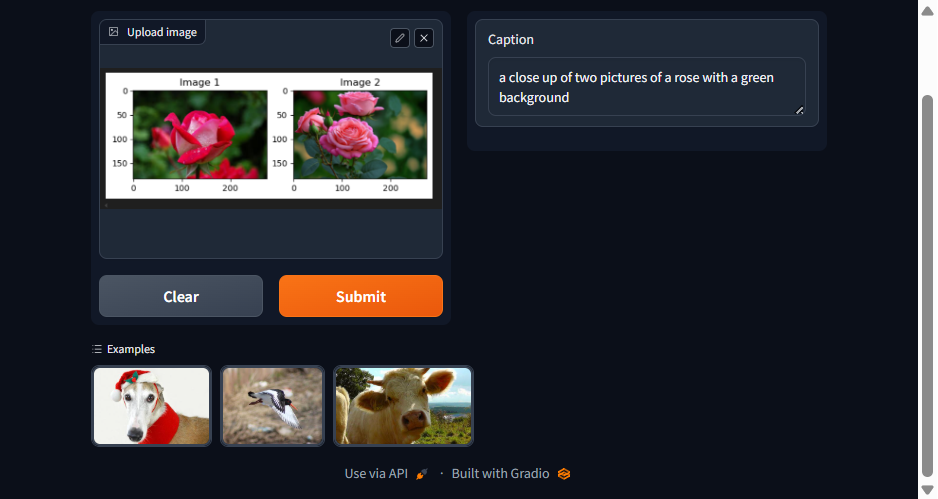 Upload image
Image 1
Image 2
0
50
100
150
0
100
200
0
50
100
150
0
100
200
Clear
Submit
Caption
a close up of two pictures of a rose with a green
background
Examples
Use via API · Built with Gradio